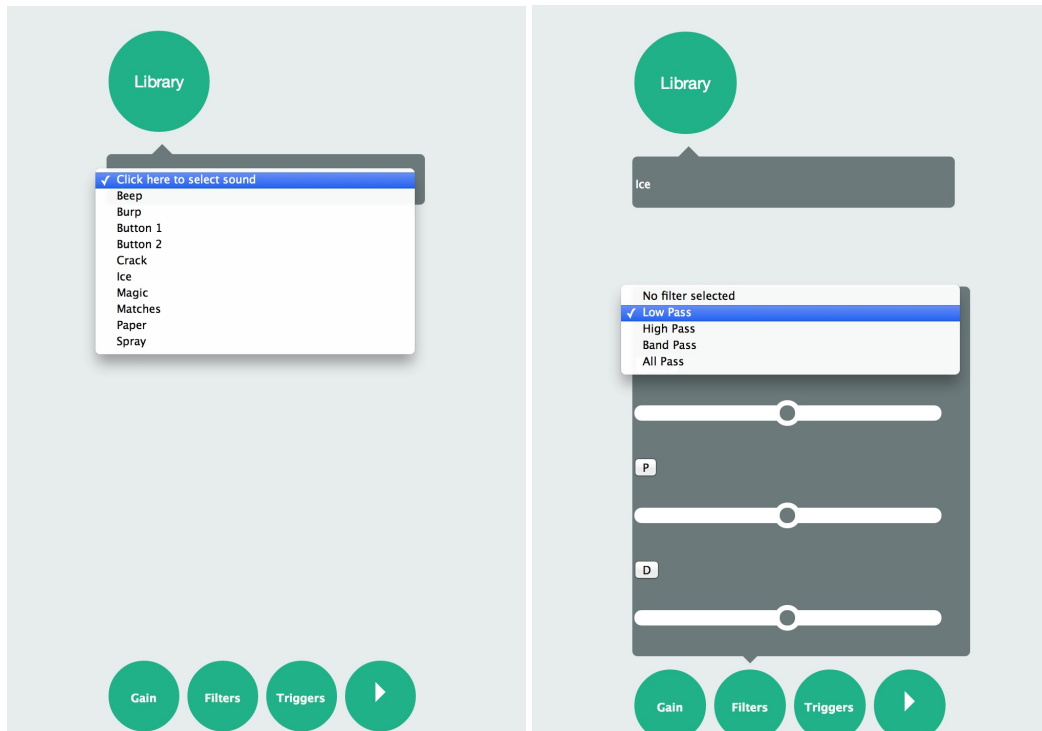 Library
Click here to select sound
Beep
Burp
Button 1
Button 2
Crack
Ice
Magic
Matches
Paper
Spray
Gain
Filters
Triggers
Library
Ice
No filter selected
Low Pass
High Pass
Band Pass
All Pass
P
D
Gain
Filters
Triggers